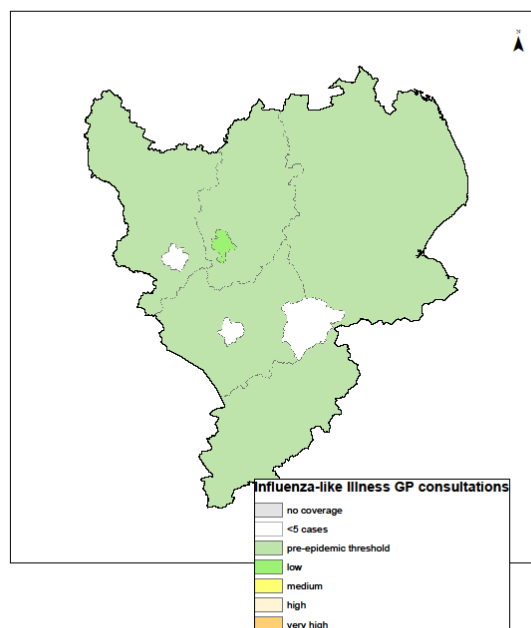 N
Influenza-like Illness GP consultations
no coverage
<5 cases
pre-epidemic threshold
low
medium
high
very high